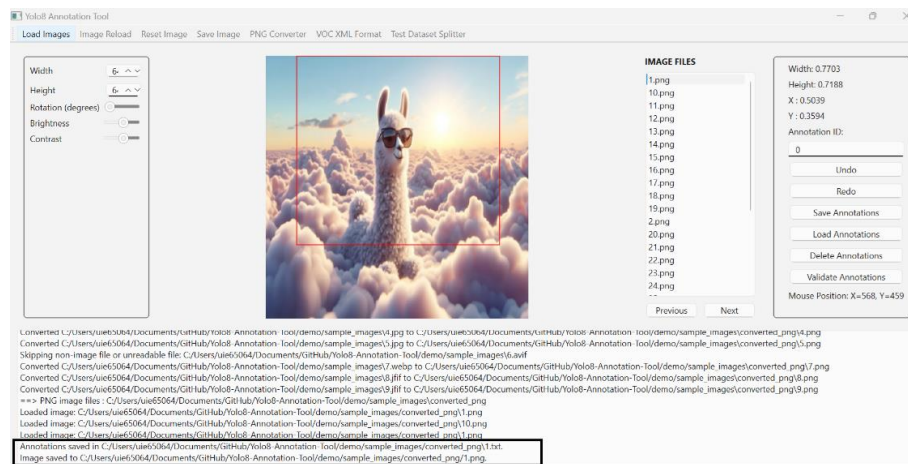 Yolo8 Annotation Tool
Load Images Image Reload Reset Image Save Image PNG Converter VOC XML Format Test Dataset Splitter
Width
Height
Rotation (degrees)
Brightness
Contrast
IMAGE FILES
1.png
10.png
11.png
12.png
13.png
14.png
15.png
16.png
17.png
18.png
19.png
2.png
20.png
21.png
22.png
23.png
24.png
Previous Next
Width: 0.7703
Height: 0.7188
X : 0.5039
Y : 0.3594
Annotation ID:
0
Undo
Redo
Save Annotations
Load Annotations
Delete Annotations
Validate Annotations
Mouse Position: X=568, Y=459
Converted C:/Users/uie65064/Documents/GitHub/Yolo8-Annotation-Tool/demo/sample_images\4.jpg to C:/Users/uie65064/Documents/GitHub/Yolo8-Annotation-Tool/demo/sample_images\converted_png\4.png
Converted C:/Users/uie65064/Documents/GitHub/Yolo8-Annotation-Tool/demo/sample_images\5.jpg to C:/Users/uie65064/Documents/GitHub/Yolo8-Annotation-Tool/demo/sample_images\converted_png\5.png
Skipping non-image file or unreadable file: C:/Users/uie65064/Documents/GitHub/Yolo8-Annotation-Tool/demo/sample_images\6.avif
Converted C:/Users/uie65064/Documents/GitHub/Yolo8-Annotation-Tool/demo/sample_images\7.webp to C:/Users/uie65064/Documents/GitHub/Yolo8-Annotation-Tool/demo/sample_images\converted_png\7.png
Converted C:/Users/uie65064/Documents/GitHub/Yolo8-Annotation-Tool/demo/sample_images\8.jfif to C:/Users/uie65064/Documents/GitHub/Yolo8-Annotation-Tool/demo/sample_images\converted_png\8.png
Converted C:/Users/uie65064/Documents/GitHub/Yolo8-Annotation-Tool/demo/sample_images\9.jfif to C:/Users/uie65064/Documents/GitHub/Yolo8-Annotation-Tool/demo/sample_images\converted_png\9.png
==> PNG image files : C:/Users/uie65064/Documents/GitHub/Yolo8-Annotation-Tool/demo/sample_images\converted_png
Loaded image: C:/Users/uie65064/Documents/GitHub/Yolo8-Annotation-Tool/demo/sample_images/converted_png\1.png
Loaded image: C:/Users/uie65064/Documents/GitHub/Yolo8-Annotation-Tool/demo/sample_images/converted_png\10.png
Loaded image: C:/Users/uie65064/Documents/GitHub/Yolo8-Annotation-Tool/demo/sample_images/converted_png\1.png
Annotations saved in C:/Users/uie65064/Documents/GitHub/Yolo8-Annotation-Tool/demo/sample_images/converted_png\1.txt.
Image saved to C:/Users/uie65064/Documents/GitHub/Yolo8-Annotation-Tool/demo/sample_images/converted_png/1.png.